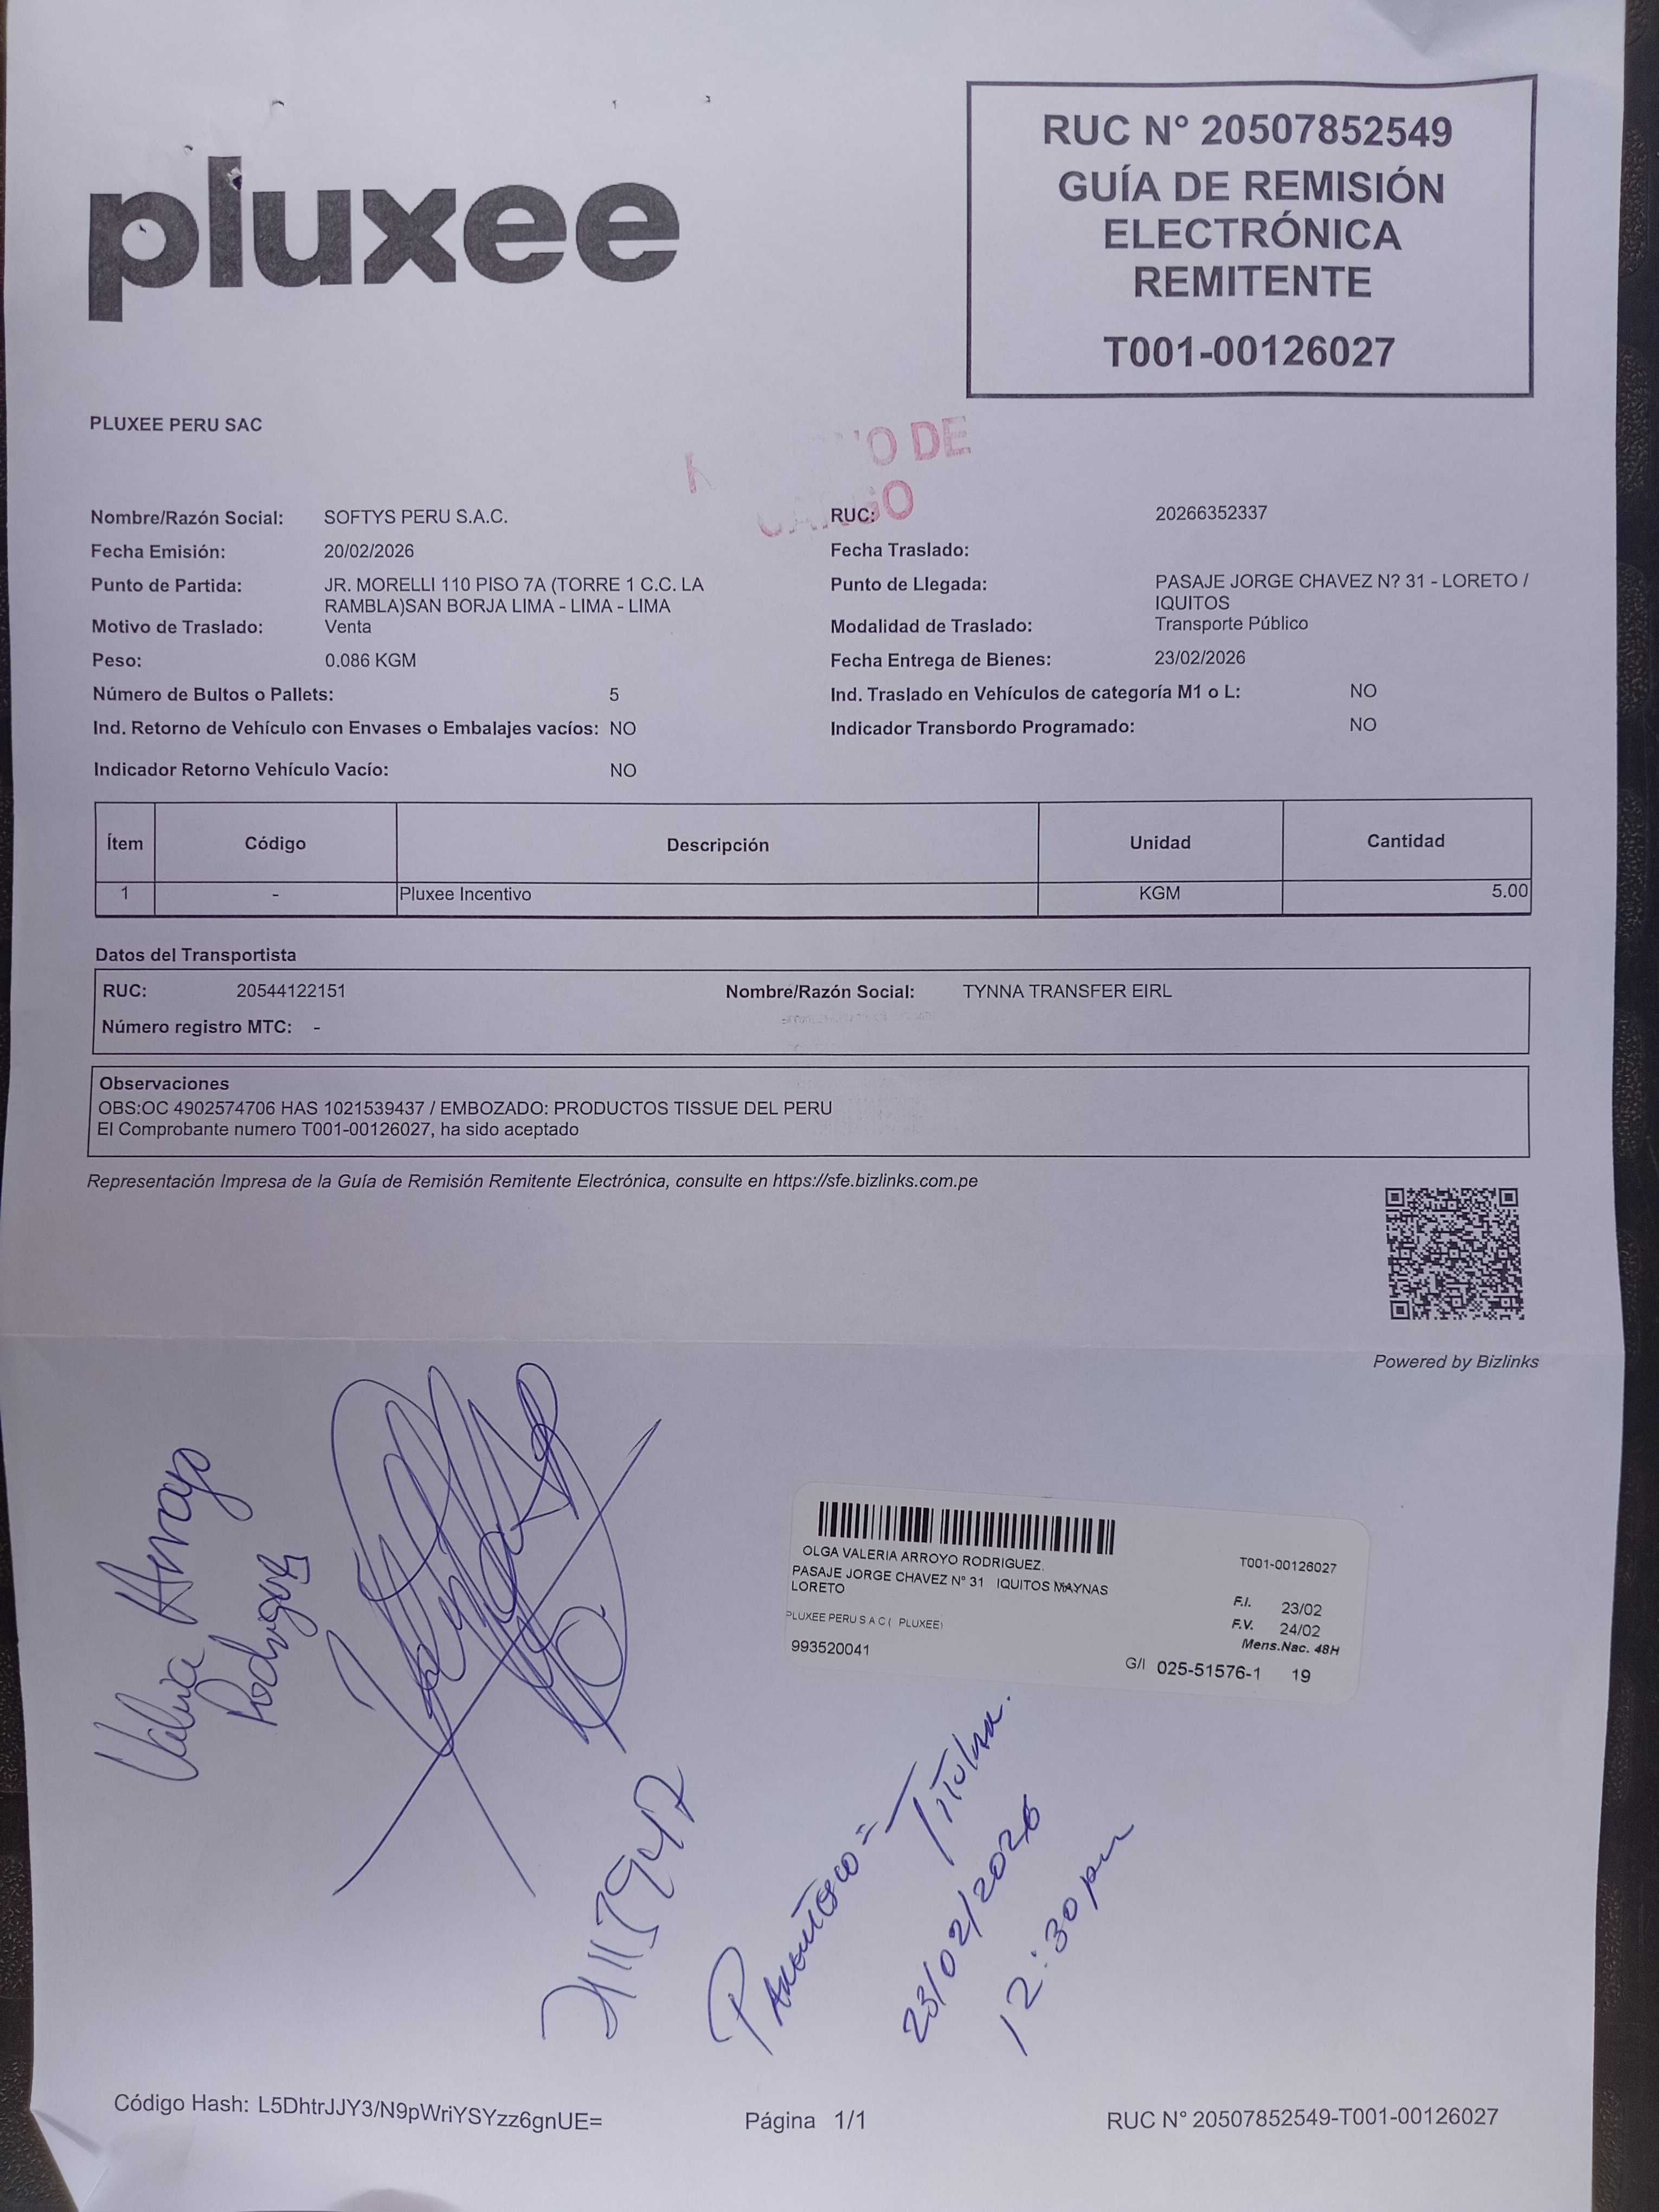 pluxee
RUC N° 20507852549
GUÍA DE REMISIÓN
ELECTRÓNICA
REMITENTE
T001-00126027
PLUXEE PERU SAC
O DE
GO
Nombre/Razón Social: SOFTYS PERU S.A.C.
RUC: 20266352337
Fecha Emisión: 20/02/2026
Fecha Traslado:
Punto de Partida: JR. MORELLI 110 PISO 7A (TORRE 1 C.C. LA
RAMBLA)SAN BORJA LIMA - LIMA - LIMA
Punto de Llegada: PASAJE JORGE CHAVEZ N? 31 - LORETO /
IQUITOS
Motivo de Traslado: Venta
Modalidad de Traslado: Transporte Público
Peso: 0.086 KGM
Fecha Entrega de Bienes: 23/02/2026
Número de Bultos o Pallets: 5
Ind. Traslado en Vehículos de categoría M1 o L: NO
Ind. Retorno de Vehículo con Envases o Embalajes vacíos: NO
Indicador Transbordo Programado: NO
Indicador Retorno Vehículo Vacío: NO
Ítem Código Descripción Unidad Cantidad
1 - Pluxee Incentivo KGM 5.00
Datos del Transportista
RUC: 20544122151 Nombre/Razón Social: TYNNA TRANSFER EIRL
Número registro MTC: -
Observaciones
OBS:OC 4902574706 HAS 1021539437 / EMBOZADO: PRODUCTOS TISSUE DEL PERU
El Comprobante numero T001-00126027, ha sido aceptado
Representación Impresa de la Guía de Remisión Remitente Electrónica, consulte en https://sfe.bizlinks.com.pe
Powered by Bizlinks
Valeria Arroyo
Rodriguez
OLGA VALERIA ARROYO RODRIGUEZ.
PASAJE JORGE CHAVEZ N° 31 IQUITOS MAYNAS
LORETO
PLUXEE PERU S A C ( PLUXEE)
993520041
T001-00126027
F.I. 23/02
F.V. 24/02
Mens.Nac. 48H
G/I 025-51576-1 19
Titular.
23/02/2026
12:30 pm
Código Hash: L5DhtrJJY3/N9pWriYSYzz6gnUE=
Página 1/1
RUC N° 20507852549-T001-00126027